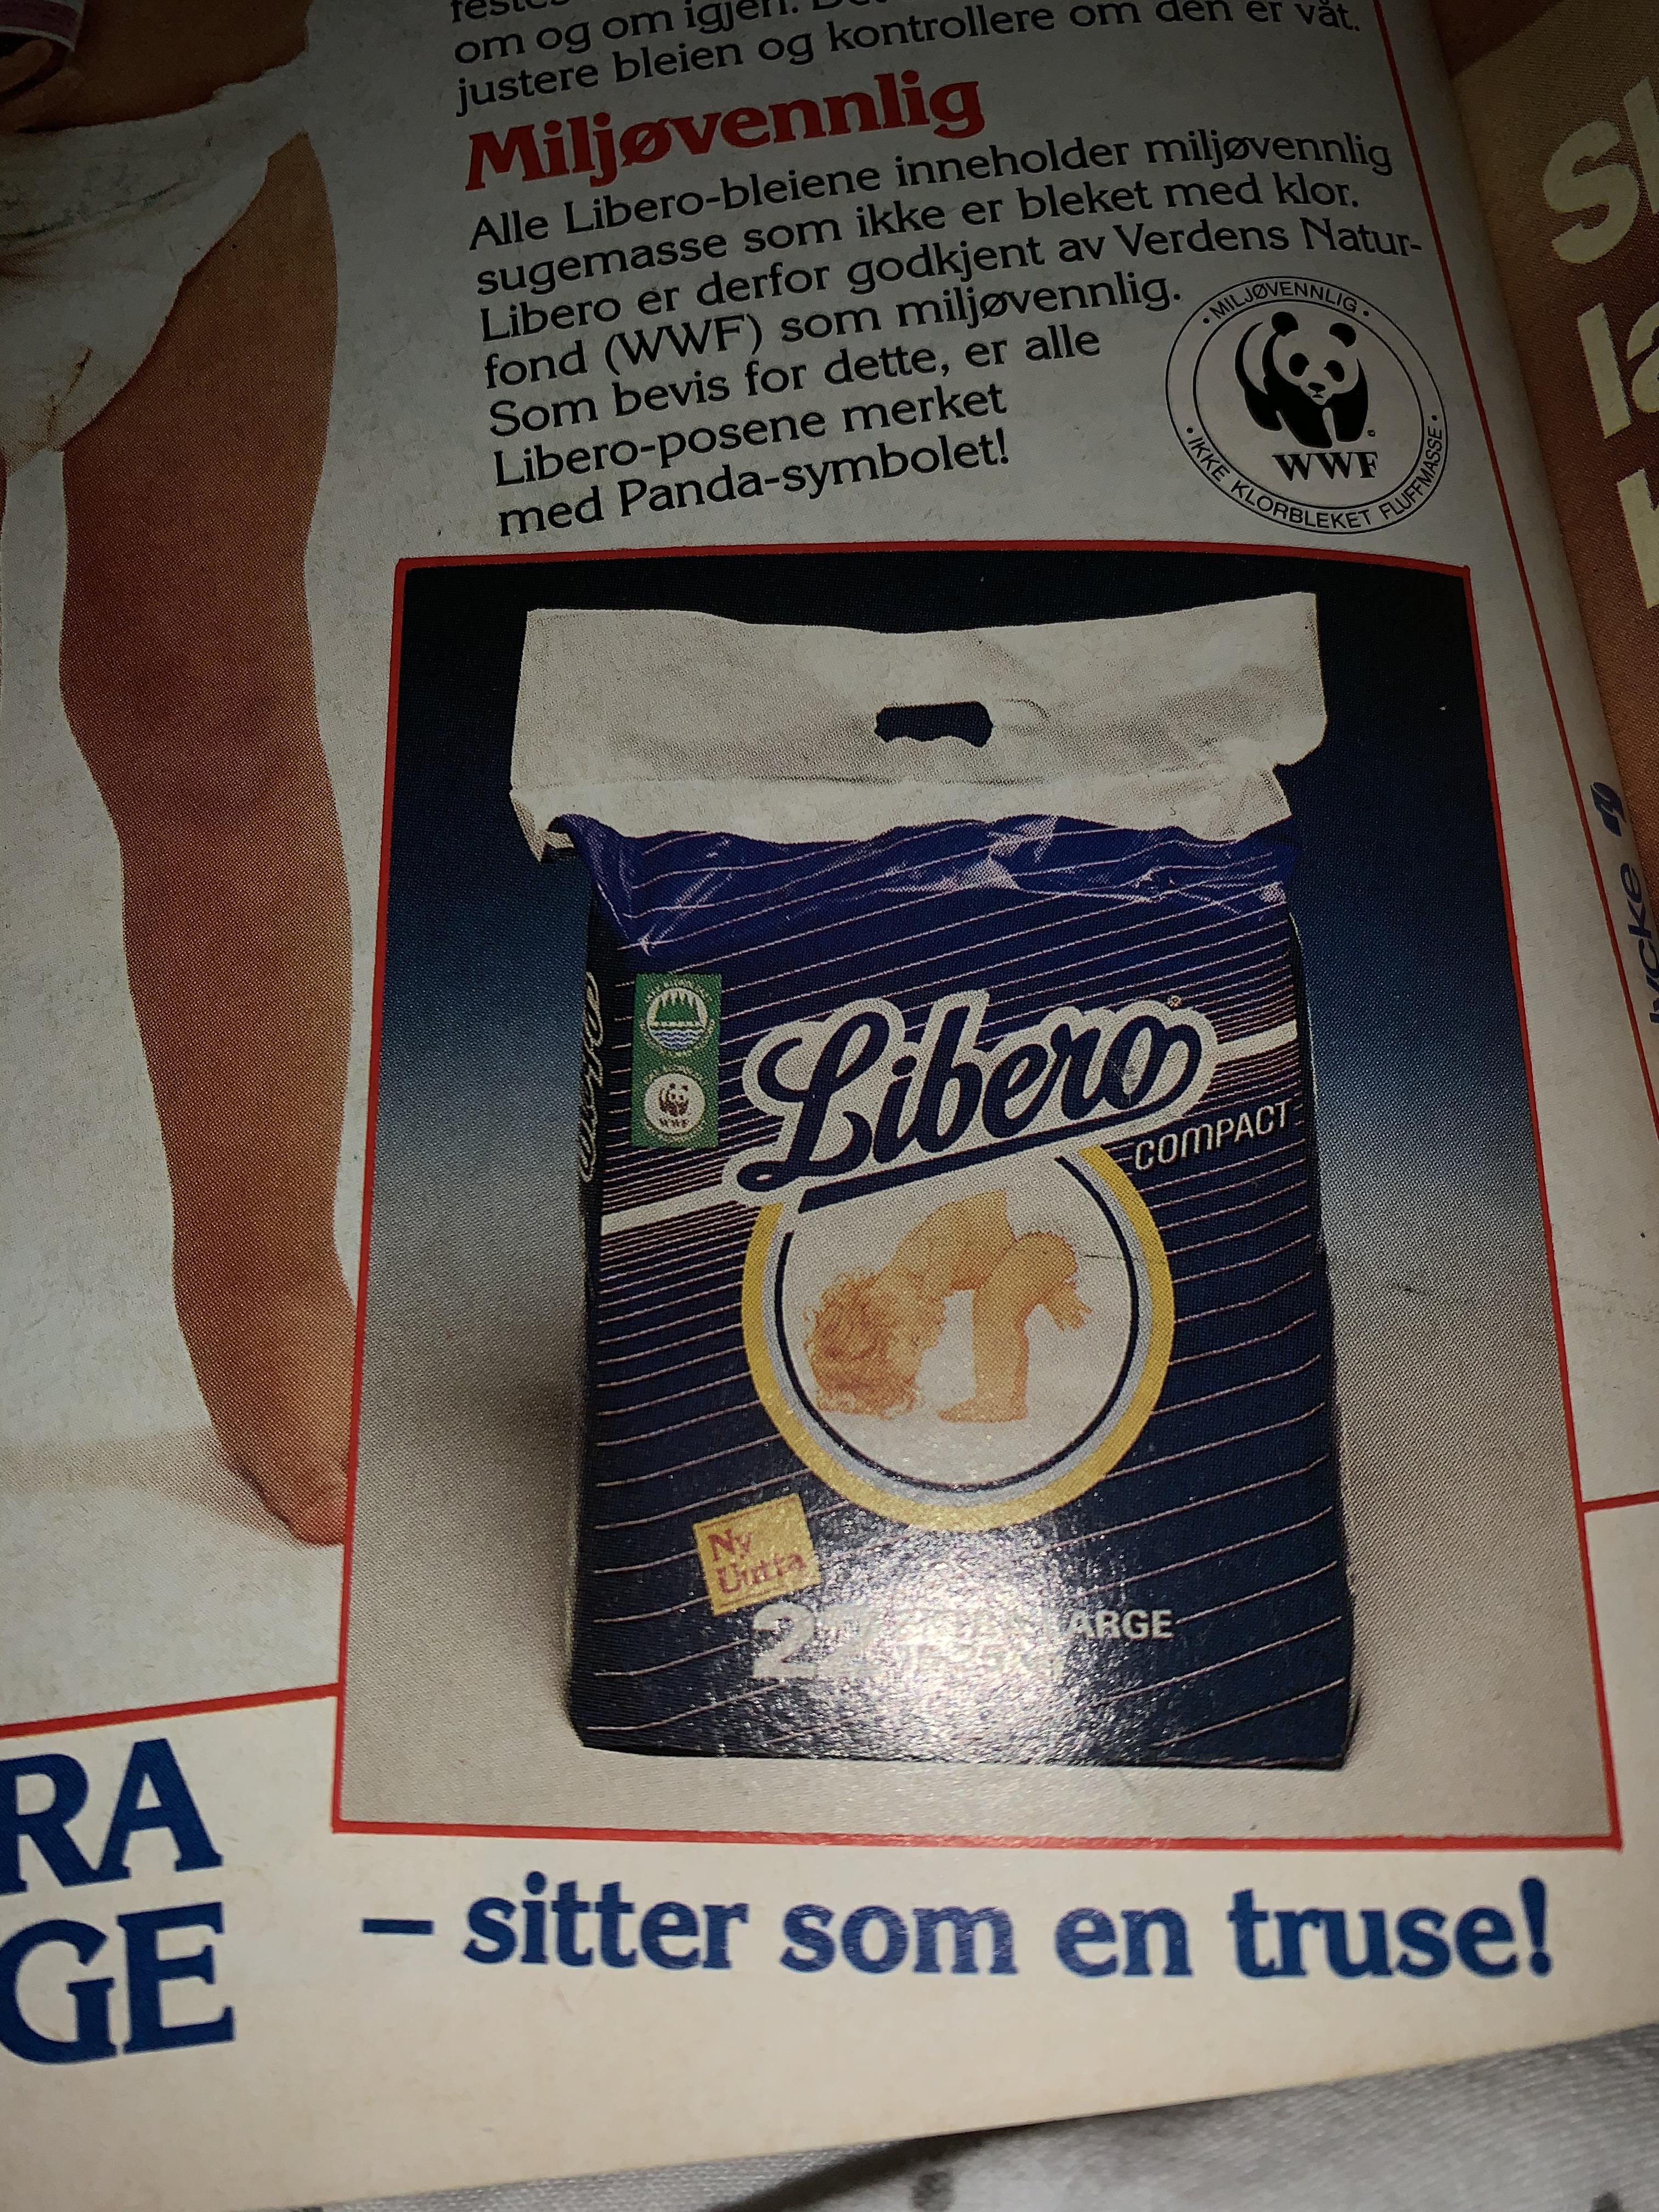 om og om igjen.
justere bleien og kontrollere om den er våt.
Miljøvennlig
Alle Libero-bleiene inneholder miljøvennlig
sugemasse som ikke er bleket med klor.
Libero er derfor godkjent av Verdens Natur-
fond (WWF) som miljøvennlig.
Som bevis for dette, er alle
Libero-posene merket
med Panda-symbolet!
• MILJØVENNLIG •
WWF
• IKKE KLORBLEKET FLUFFMASSE •
Libero
WWF
Libero
COMPACT
Ny
Uutta
ARGE
RA
GE
– sitter som en truse!